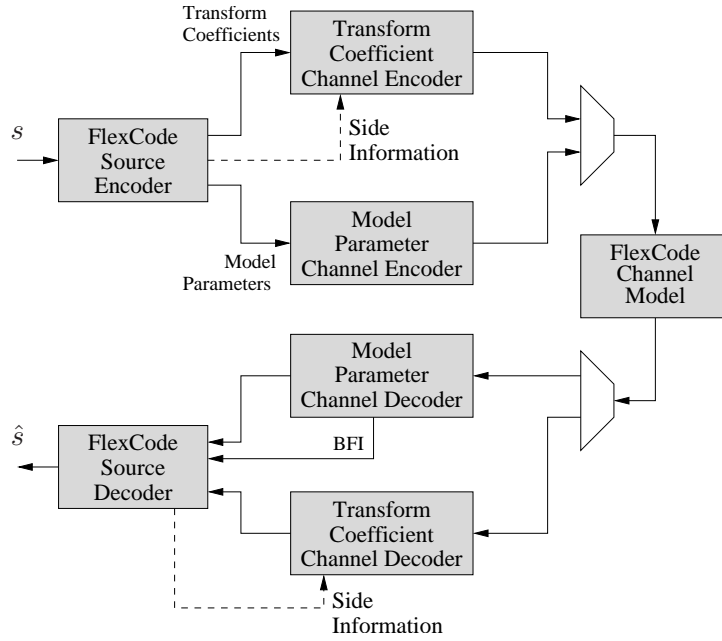 Transform
Coefficients
Transform
Coefficient
Channel Encoder
s
FlexCode
Source
Encoder
Side
Information
Model
Parameters
Model
Parameter
Channel Encoder
FlexCode
Channel
Model
Model
Parameter
Channel Decoder
BFI
ŝ
FlexCode
Source
Decoder
Transform
Coefficient
Channel Decoder
Side
Information